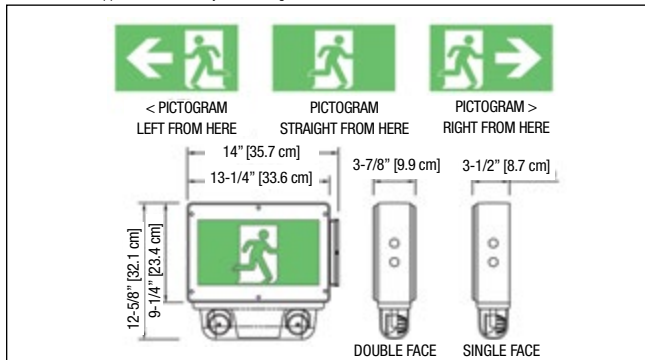 < PICTOGRAM
LEFT FROM HERE
PICTOGRAM
STRAIGHT FROM HERE
PICTOGRAM >
RIGHT FROM HERE
14” [35.7 cm]
13-1/4” [33.6 cm]
3-7/8” [9.9 cm]
3-1/2” [8.7 cm]
12-5/8” [32.1 cm]
9-1/4” [23.4 cm]
DOUBLE FACE
SINGLE FACE